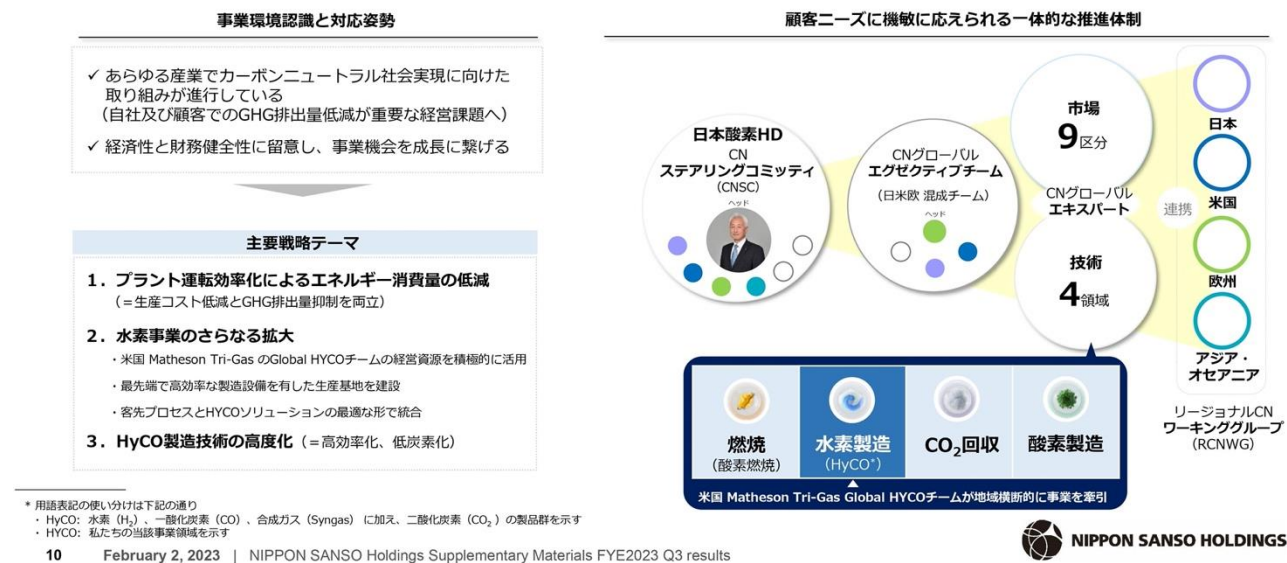 事業環境認識と対応姿勢
✓ あらゆる産業でカーボンニュートラル社会実現に向けた
取り組みが進行している
（自社及び顧客でのGHG排出量低減が重要な経営課題へ）
✓ 経済性と財務健全性に留意し、事業機会を成長に繋げる
主要戦略テーマ
1．プラント運転効率化によるエネルギー消費量の低減
（＝生産コスト低減とGHG排出量抑制を両立）
2．水素事業のさらなる拡大
・米国 Matheson Tri-Gas のGlobal HYCOチームの経営資源を積極的に活用
・最先端で高効率な製造設備を有した生産基地を建設
・客先プロセスとHYCOソリューションの最適な形で統合
3．HyCO製造技術の高度化（＝高効率化、低炭素化）
顧客ニーズに機敏に応えられる一体的な推進体制
日本酸素HD
CN
ステアリングコミッティ
（CNSC）
ヘッド
CNグローバル
エグゼクティブチーム
（日米欧 混成チーム）
ヘッド
市場
9区分
CNグローバル
エキスパート
技術
4領域
連携
日本
米国
欧州
アジア・
オセアニア
リージョナルCN
ワーキンググループ
（RCNWG）
燃焼
（酸素燃焼）
水素製造
（HyCO*）
CO₂回収
酸素製造
米国 Matheson Tri-Gas Global HYCOチームが地域横断的に事業を牽引
* 用語表記の使い分けは下記の通り
・ HyCO: 水素（H₂）、一酸化炭素（CO）、合成ガス（Syngas） に加え、二酸化炭素（CO₂ ）の製品群を示す
・ HYCO: 私たちの当該事業領域を示す
10 February 2, 2023 | NIPPON SANSO Holdings Supplementary Materials FYE2023 Q3 results
NIPPON SANSO HOLDINGS